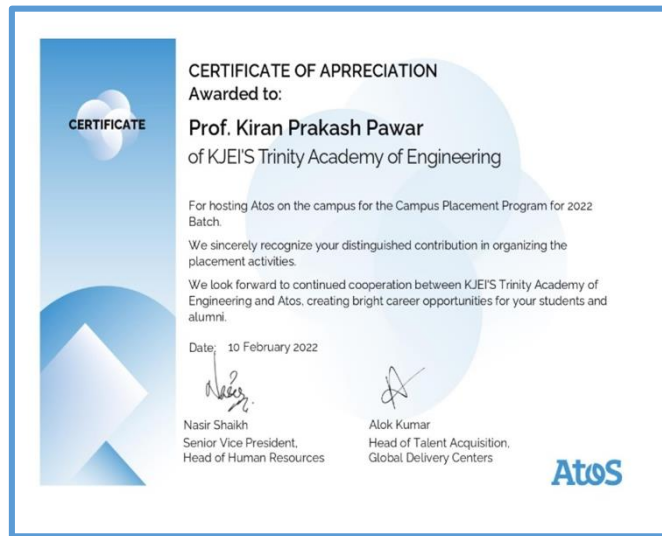 CERTIFICATE
CERTIFICATE OF APRRECIATION
Awarded to:
Prof. Kiran Prakash Pawar
of KJEI'S Trinity Academy of Engineering
For hosting Atos on the campus for the Campus Placement Program for 2022
Batch.
We sincerely recognize your distinguished contribution in organizing the
placement activities.
We look forward to continued cooperation between KJEI'S Trinity Academy of
Engineering and Atos, creating bright career opportunities for your students and
alumni.
Date: 10 February 2022
Nasir Shaikh
Senior Vice President,
Head of Human Resources
Alok Kumar
Head of Talent Acquisition,
Global Delivery Centers
Atos